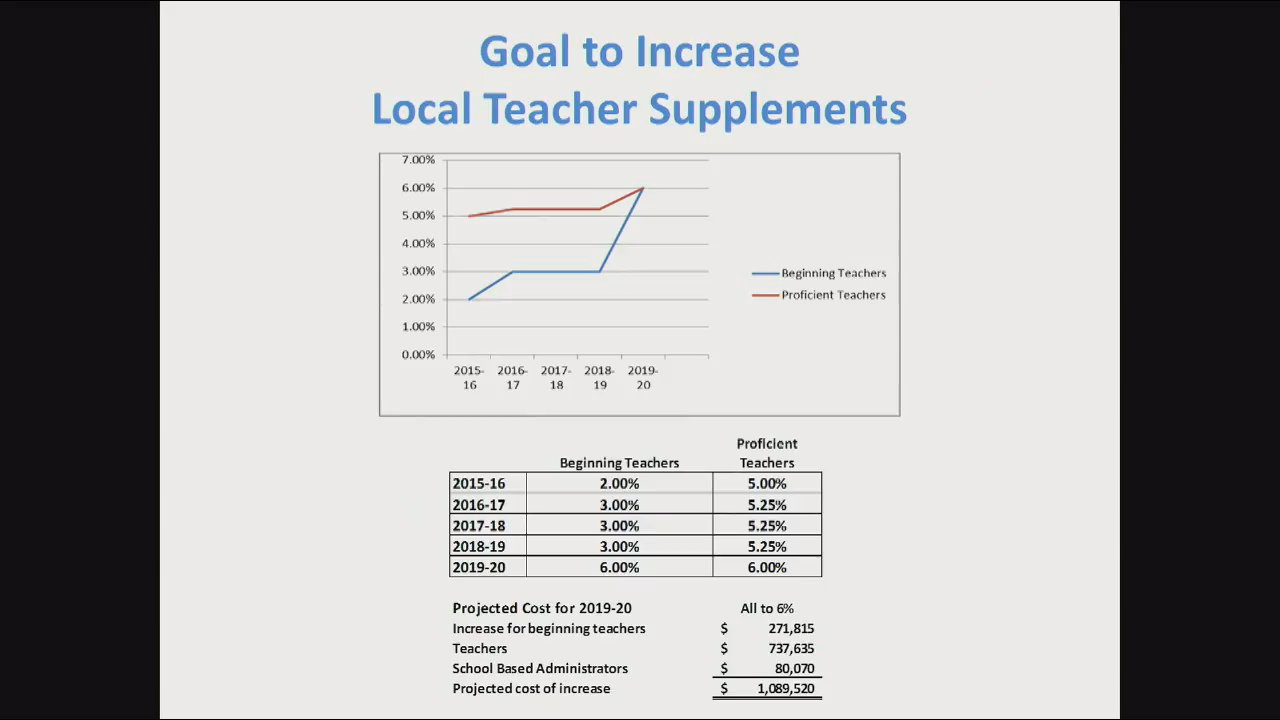 Goal to Increase
Local Teacher Supplements
7.00%
6.00%
5.00%
4.00%
3.00%
2.00%
1.00%
0.00%
2015- 2016- 2017- 2018- 2019-
16 17 18 19 20
Beginning Teachers
Proficient Teachers
Proficient
Beginning Teachers Teachers
2015-16 2.00% 5.00%
2016-17 3.00% 5.25%
2017-18 3.00% 5.25%
2018-19 3.00% 5.25%
2019-20 6.00% 6.00%
Projected Cost for 2019-20 All to 6%
Increase for beginning teachers $ 271,815
Teachers $ 737,635
School Based Administrators $ 80,070
Projected cost of increase $ 1,089,520